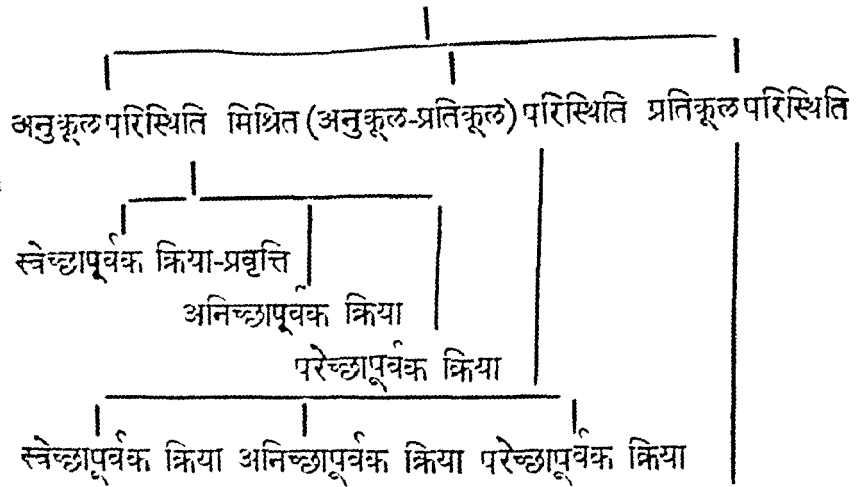 अनुकूल परिस्थिति मिश्रित (अनुकूल-प्रतिकूल) परिस्थिति प्रतिकूल परिस्थिति
स्वेच्छापूर्वक क्रिया-प्रवृत्ति
अनिच्छापूर्वक क्रिया
परेच्छापूर्वक क्रिया
स्वेच्छापूर्वक क्रिया अनिच्छापूर्वक क्रिया परेच्छापूर्वक क्रिया